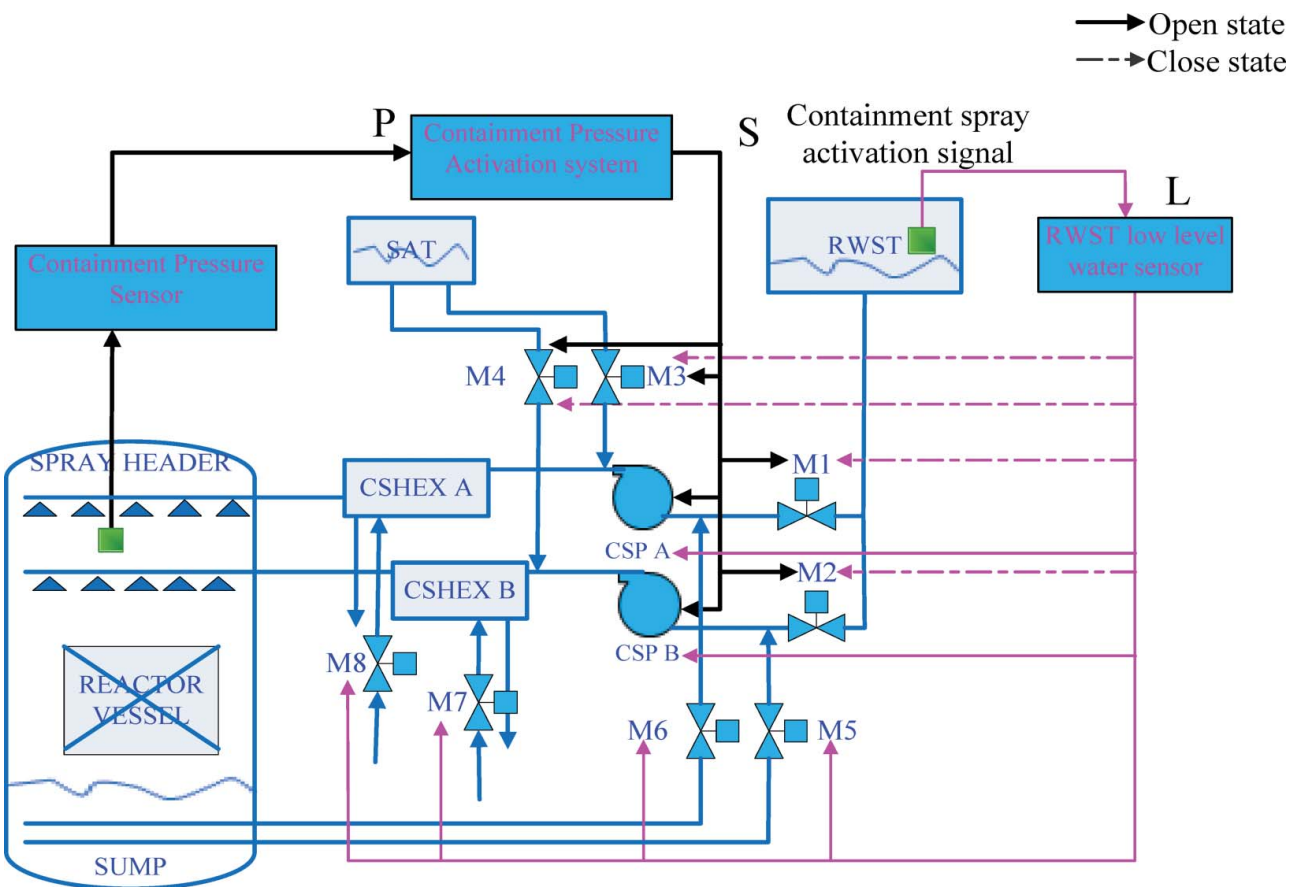 Open state
Close state
P
Containment Pressure
Activation system
S
Containment spray
activation signal
L
SAT
RWST
RWST low level
water sensor
Containment Pressure
Sensor
M4
M3
SPRAY HEADER
M1
CSHEX A
CSP A
M2
CSHEX B
CSP B
M8
REACTOR
VESSEL
M7
M6
M5
SUMP